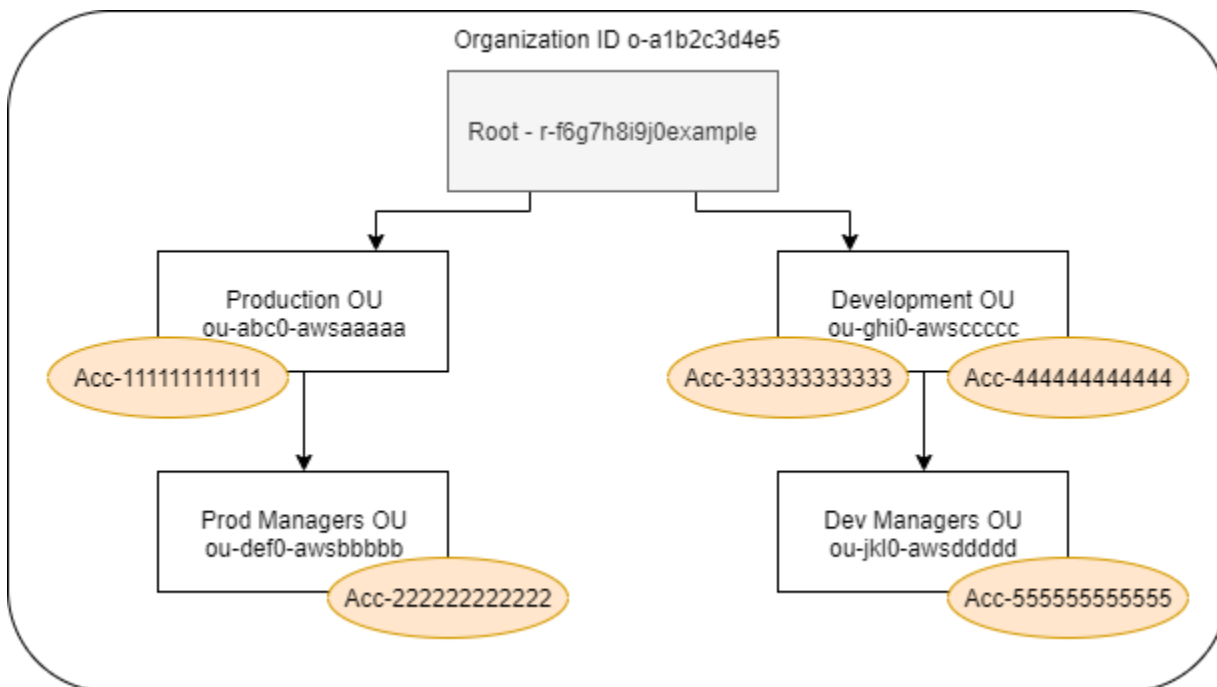 Organization ID o-a1b2c3d4e5
Root - r-f6g7h8i9j0example
Production OU
ou-abc0-awsaaaaa
Acc-111111111111
Development OU
ou-ghi0-awsccccc
Acc-333333333333
Acc-444444444444
Prod Managers OU
ou-def0-awsbbbbb
Acc-222222222222
Dev Managers OU
ou-jkl0-awsddddd
Acc-555555555555